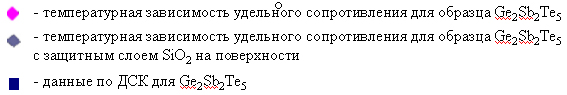 - температурная зависимость удельного сопротивления для образца Ge₂Sb₂Te₅
- температурная зависимость удельного сопротивления для образца Ge₂Sb₂Te₅
с защитным слоем SiO₂ на поверхности
- данные по ДСК для Ge₂Sb₂Te₅